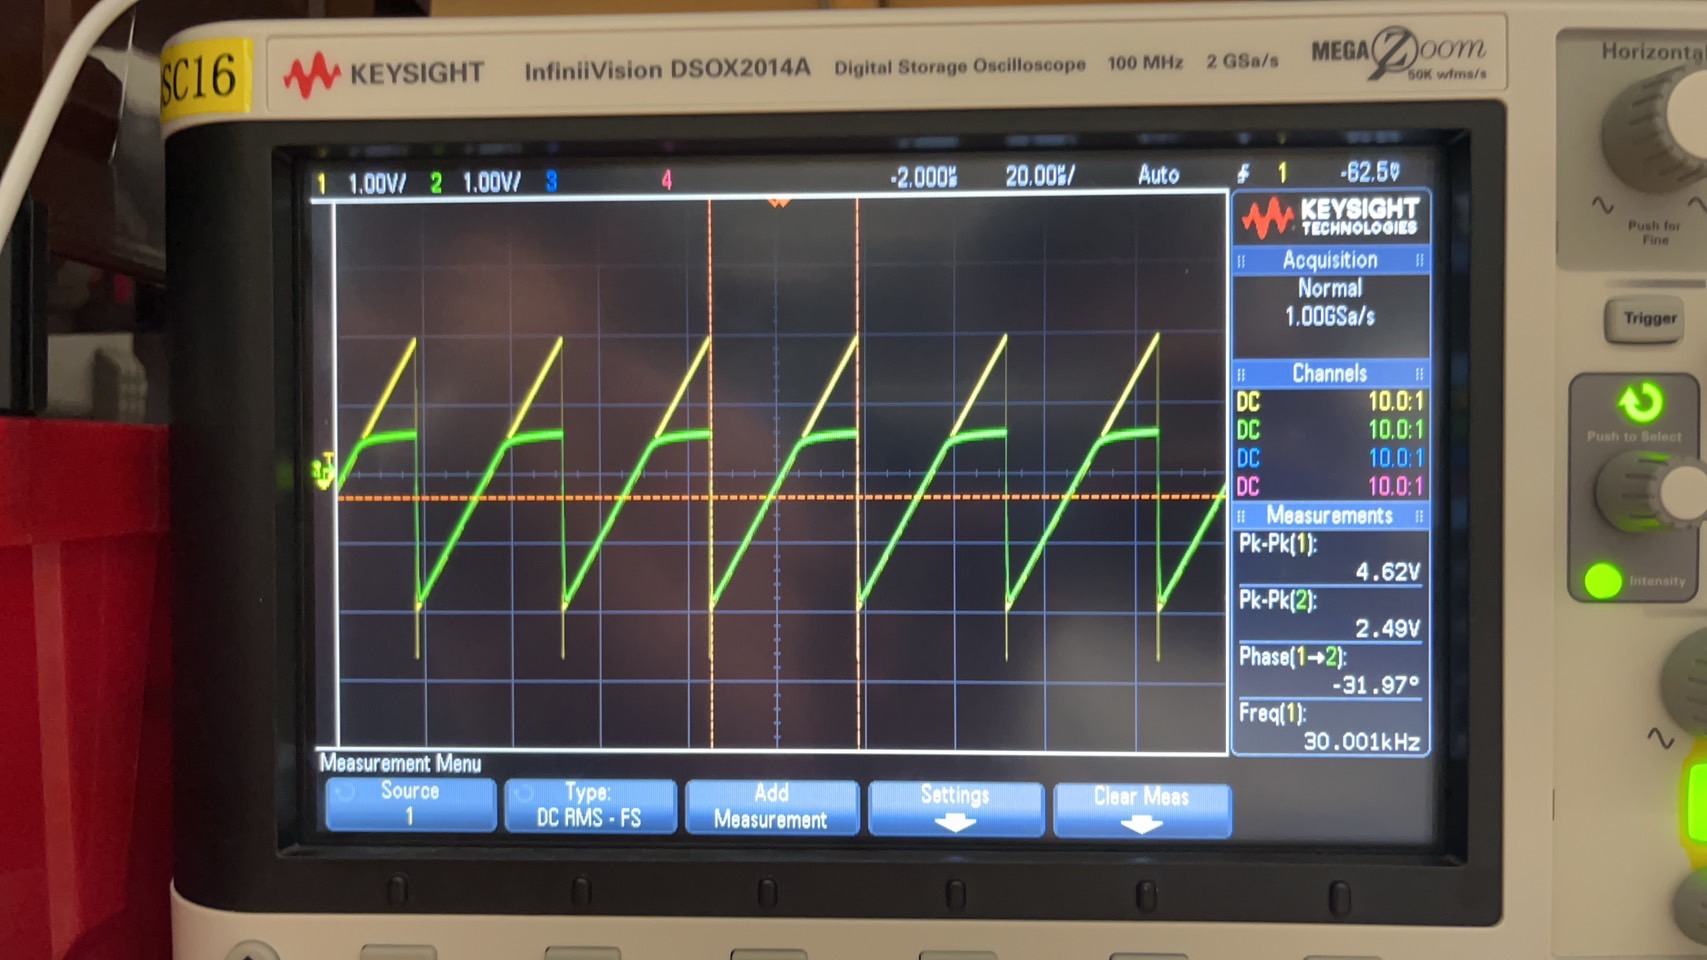 SC16
KEYSIGHT InfiniiVision DSOX2014A Digital Storage Oscilloscope 100 MHz 2 GSa/s MEGA Zoom
50K wfms/s
Horizontal
Push for
Fine
1 1.00V/ 2 1.00V/ 3 4 -2.000µs 20.00µs/ Auto 1 -62.5mV
KEYSIGHT
TECHNOLOGIES
Acquisition
Normal
1.00GSa/s
Channels
DC 10.0:1
DC 10.0:1
DC 10.0:1
DC 10.0:1
Measurements
Pk-Pk(1):
4.62V
Pk-Pk(2):
2.49V
Phase(1→2):
-31.97°
Freq(1):
30.001kHz
Trigger
Push to Select
Intensity
Measurement Menu
Source
1
Type:
DC RMS - FS
Add
Measurement
Settings
Clear Meas